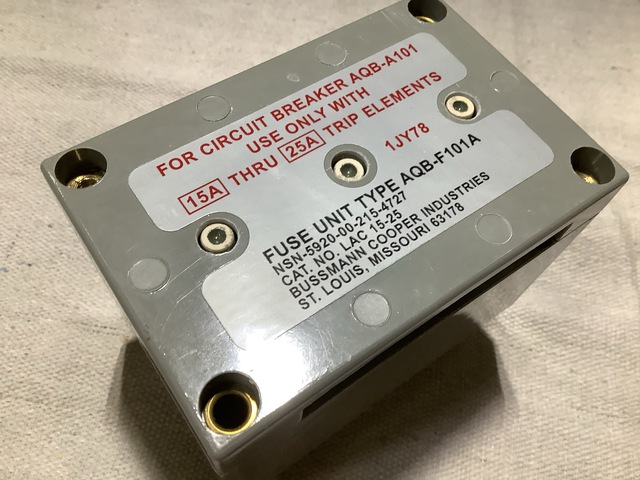 FOR CIRCUIT BREAKER AQB-A101
USE ONLY WITH
15A THRU 25A TRIP ELEMENTS
1JY78
FUSE UNIT TYPE AQB-F101A
NSN-5920-00-215-4727
CAT. NO. LAC 15-25
BUSSMANN COOPER INDUSTRIES
ST. LOUIS, MISSOURI 63178